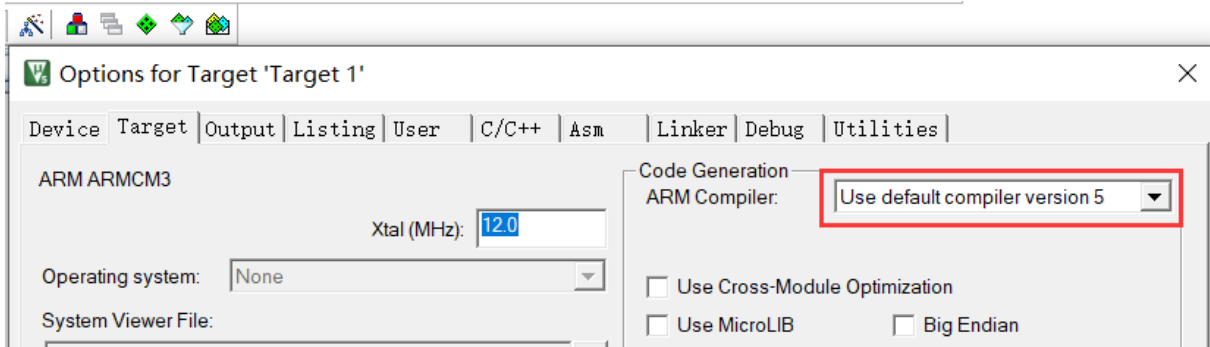 Options for Target 'Target 1'
Device Target Output Listing User C/C++ Asm Linker Debug Utilities
ARM ARMCM3
Xtal (MHz): 12.0
Operating system: None
System Viewer File:
Code Generation
ARM Compiler: Use default compiler version 5
Use Cross-Module Optimization
Use MicroLIB Big Endian